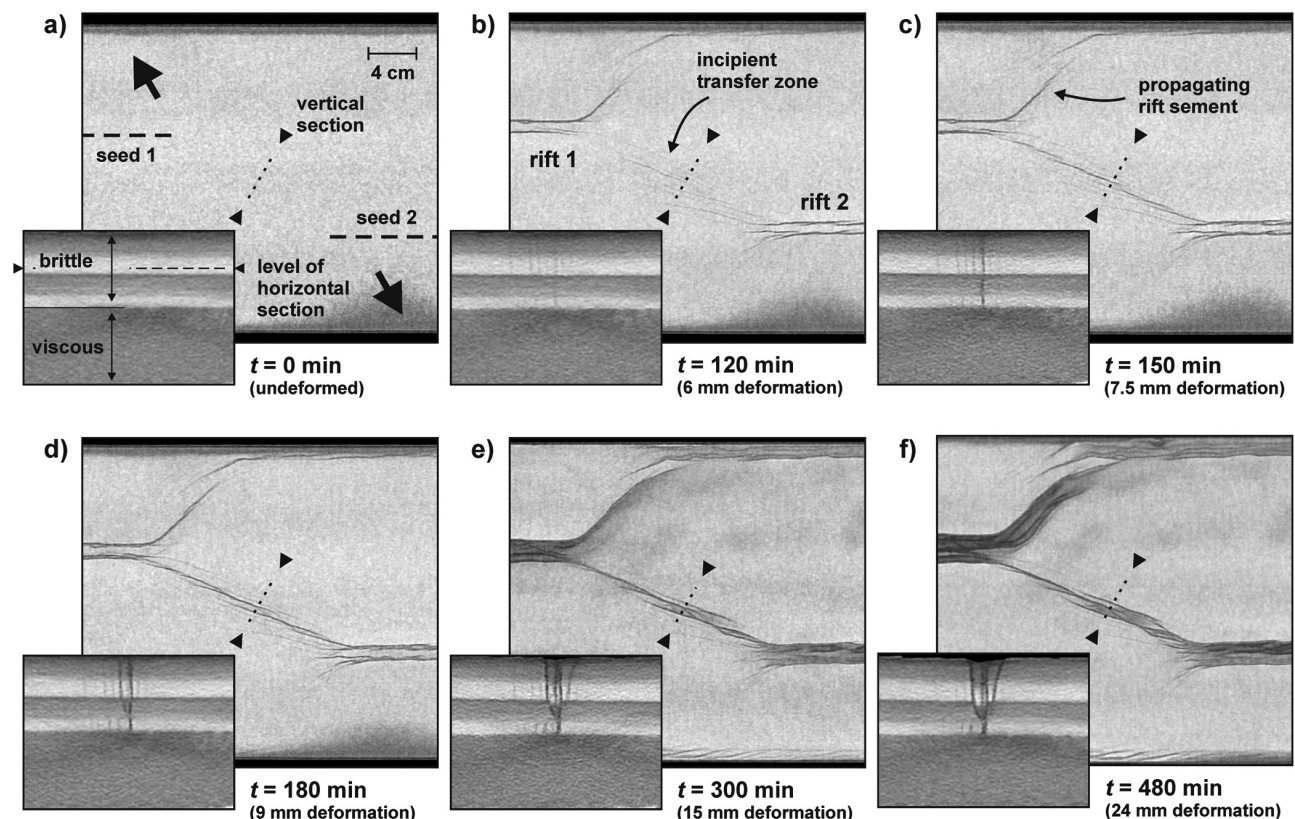 a)
4 cm
vertical
section
seed 1
seed 2
brittle
level of
horizontal
section
viscous
t = 0 min
(undeformed)
b)
incipient
transfer zone
rift 1
rift 2
t = 120 min
(6 mm deformation)
c)
propagating
rift sement
t = 150 min
(7.5 mm deformation)
d)
t = 180 min
(9 mm deformation)
e)
t = 300 min
(15 mm deformation)
f)
t = 480 min
(24 mm deformation)